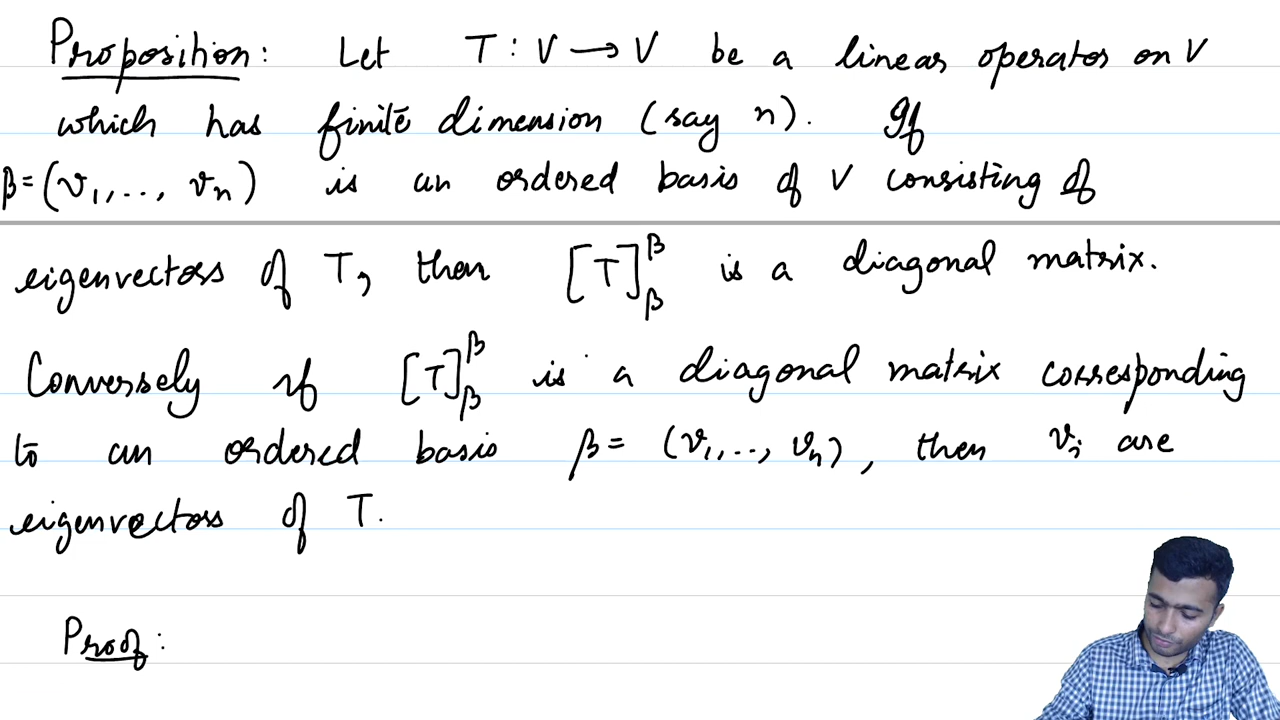 Proposition: Let T : V → V be a linear operator on V
which has finite dimension (say n). If
β = (v₁, ..., vₙ) is an ordered basis of V consisting of
eigenvectors of T, then [T]_β^β is a diagonal matrix.
Conversely if [T]_β^β is a diagonal matrix corresponding
to an ordered basis β = (v₁, .., vₙ), then vᵢ are
eigenvectors of T.
Proof: